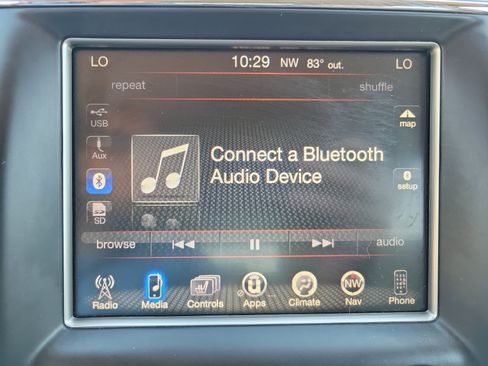 LO 10:29 NW 83° out. LO
repeat shuffle
USB map
Aux
Connect a Bluetooth
Audio Device
setup
SD
browse audio
Radio Media Controls Apps Climate Nav Phone
NW